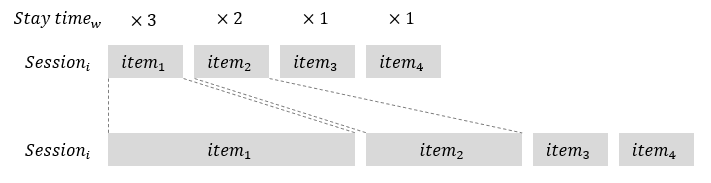 Stay time_w ×3 ×2 ×1 ×1
Session_i item_1 item_2 item_3 item_4
Session_i item_1 item_2 item_3 item_4